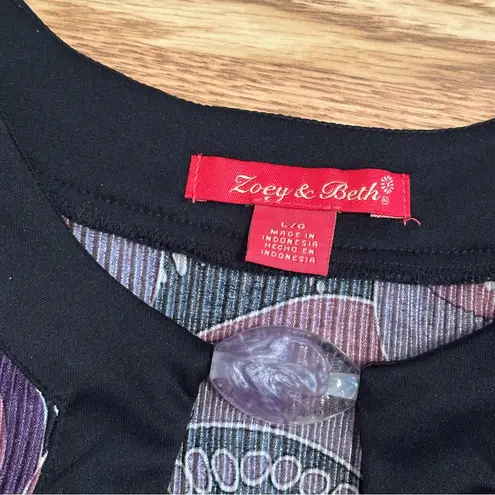 Zoey & Beth ®
L/G
MADE IN
INDONESIA
HECHO EN
INDONESIA